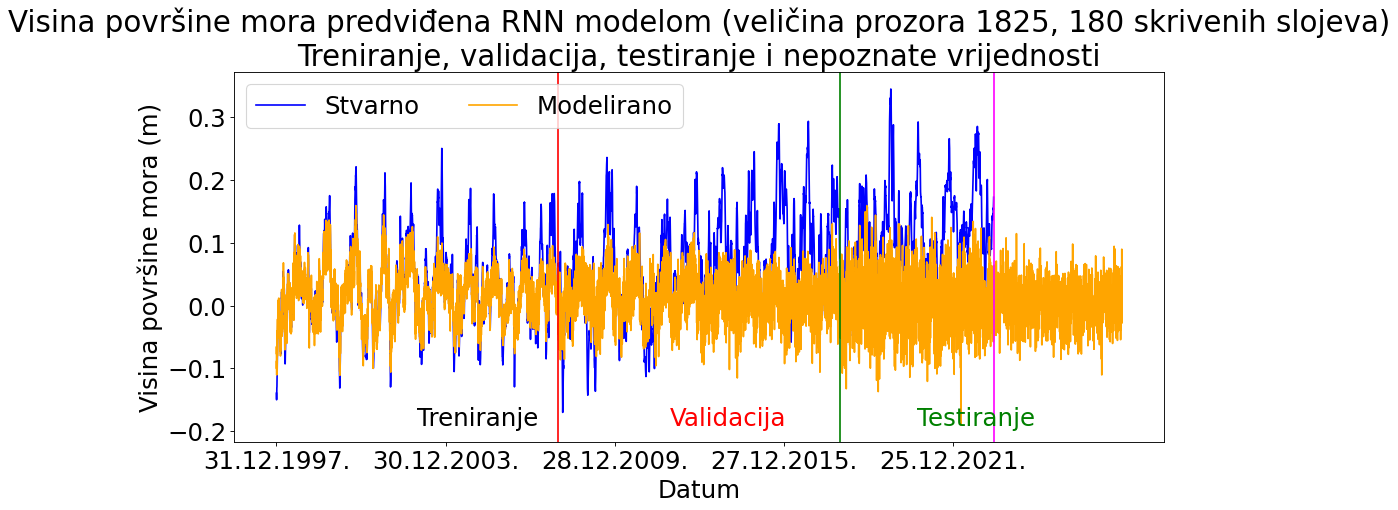 Visina površine mora predviđena RNN modelom (veličina prozora 1825, 180 skrivenih slojeva)
Treniranje, validacija, testiranje i nepoznate vrijednosti
Stvarno
Modelirano
Visina površine mora (m)
0.3
0.2
0.1
0.0
−0.1
−0.2
Treniranje
Validacija
Testiranje
31.12.1997.
30.12.2003.
28.12.2009.
27.12.2015.
25.12.2021.
Datum